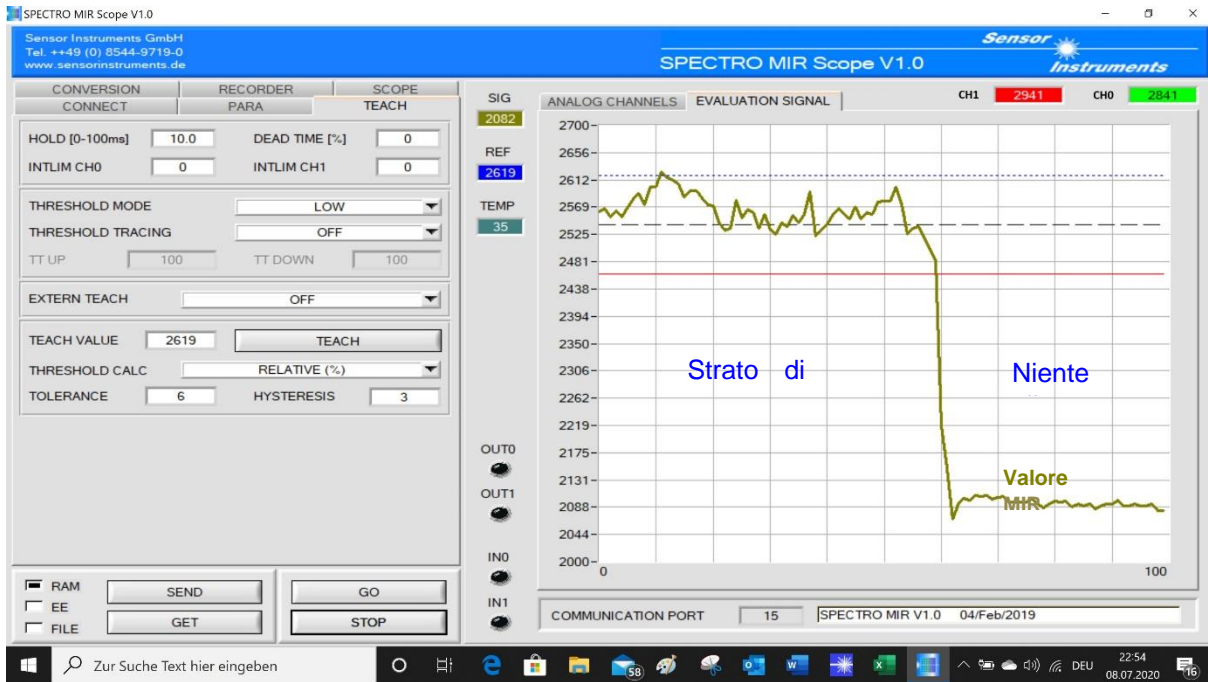 SPECTRO MIR Scope V1.0
Sensor Instruments GmbH
Tel. ++49 (0) 8544-9719-0
www.sensorinstruments.de
SPECTRO MIR Scope V1.0
Sensor
Instruments
CONVERSION RECORDER SCOPE
CONNECT PARA TEACH
HOLD [0-100ms] 10.0 DEAD TIME [%] 0
INTLIM CH0 0 INTLIM CH1 0
THRESHOLD MODE LOW
THRESHOLD TRACING OFF
TT UP 100 TT DOWN 100
EXTERN TEACH OFF
TEACH VALUE 2619 TEACH
THRESHOLD CALC RELATIVE (%)
TOLERANCE 6 HYSTERESIS 3
RAM
EE
FILE
SEND
GET
GO
STOP
SIG
2082
REF
2619
TEMP
35
OUT0
OUT1
IN0
IN1
ANALOG CHANNELS EVALUATION SIGNAL
CH1 2941 CH0 2841
2700
2656
2612
2569
2525
2481
2438
2394
2350
2306
2262
2219
2175
2131
2088
2044
2000
0 100
Strato di
Niente
Valore
MIR
COMMUNICATION PORT 15 SPECTRO MIR V1.0 04/Feb/2019
Zur Suche Text hier eingeben
58
DEU
22:54
08.07.2020
16